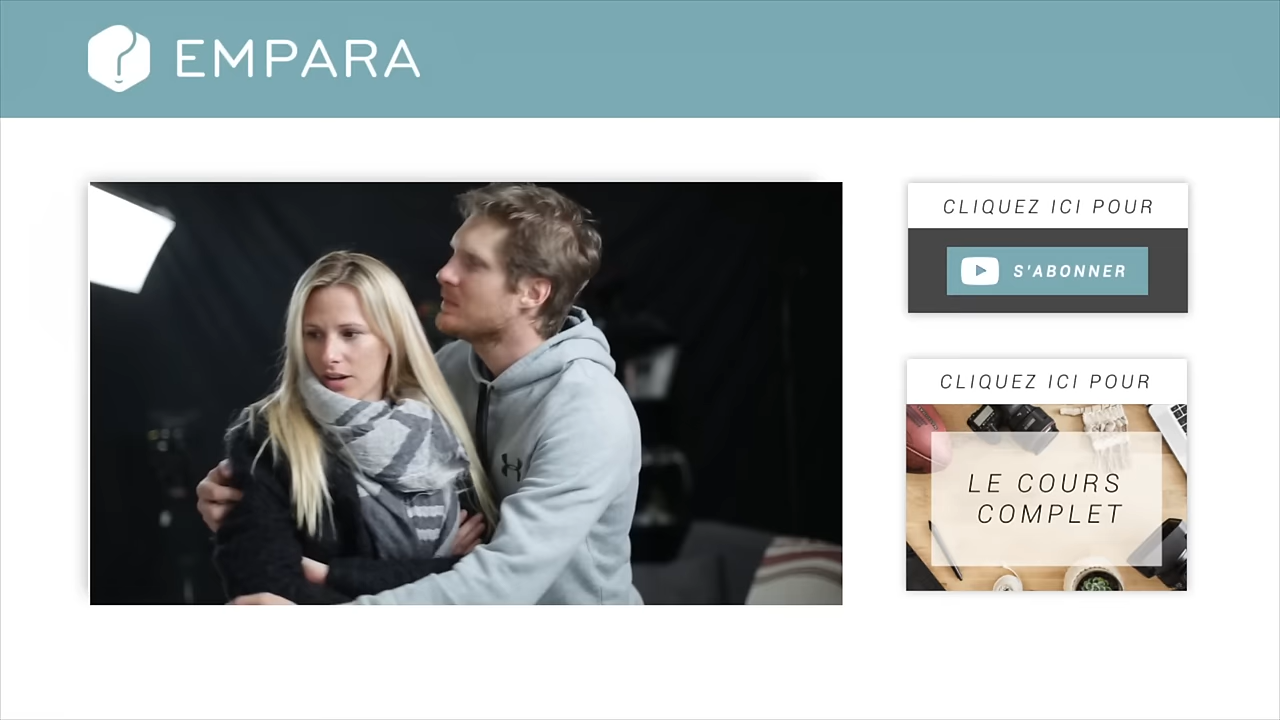 EMPARA
CLIQUEZ ICI POUR
S'ABONNER
CLIQUEZ ICI POUR
LE COURS
COMPLET